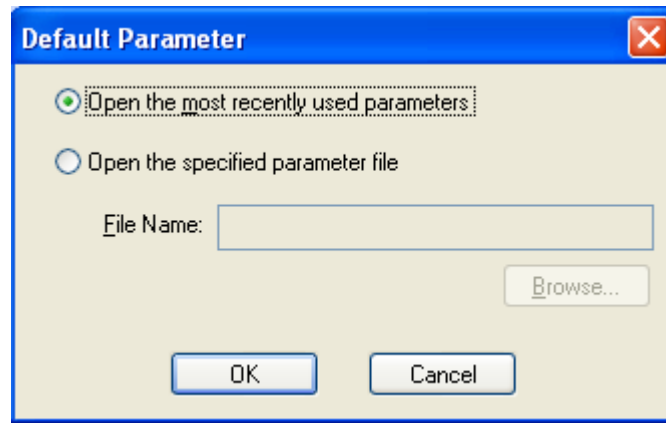 Default Parameter
Open the most recently used parameters
Open the specified parameter file
File Name:
Browse...
OK Cancel